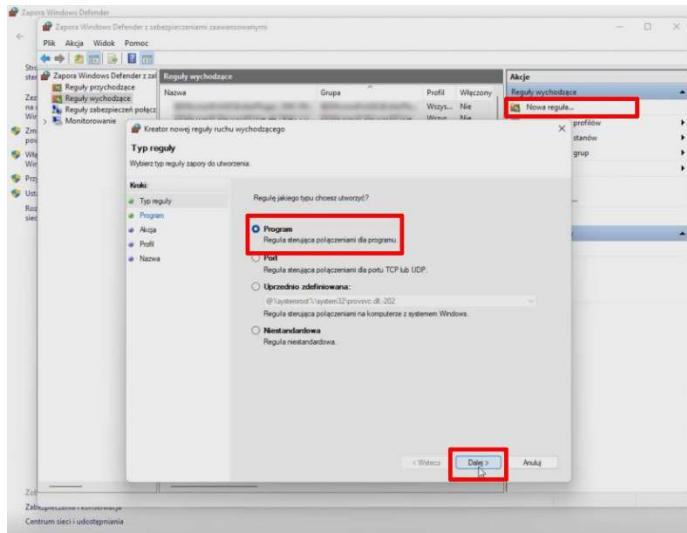 Zapora Windows Defender
Zapora Windows Defender z zabezpieczeniami zaawansowanymi
Plik Akcja Widok Pomoc
Zapora Windows Defender z zal
Reguły przychodzące
Reguły wychodzące
Reguły zabezpieczeń połącz
Monitorowanie
Reguły wychodzące
Nazwa Grupa Profil Włączony
Wszys... Nie
Wszys... Nie
Akcje
Reguły wychodzące
Nowa reguła...
profilów
stanów
grup
Kreator nowej reguły ruchu wychodzącego
Typ reguły
Wybierz typ reguły zapory do utworzenia.
Kroki:
Typ reguły
Program
Akcja
Profil
Nazwa
Regułę jakiego typu chcesz utworzyć?
Program
Reguła sterująca połączeniami dla programu.
Port
Reguła sterująca połączeniami dla portu TCP lub UDP.
Uprzednio zdefiniowana:
Reguła sterująca połączeniami na komputerze z systemem Windows.
Niestandardowa
Reguła niestandardowa.
< Wstecz Dalej > Anuluj
Centrum sieci i udostępniania